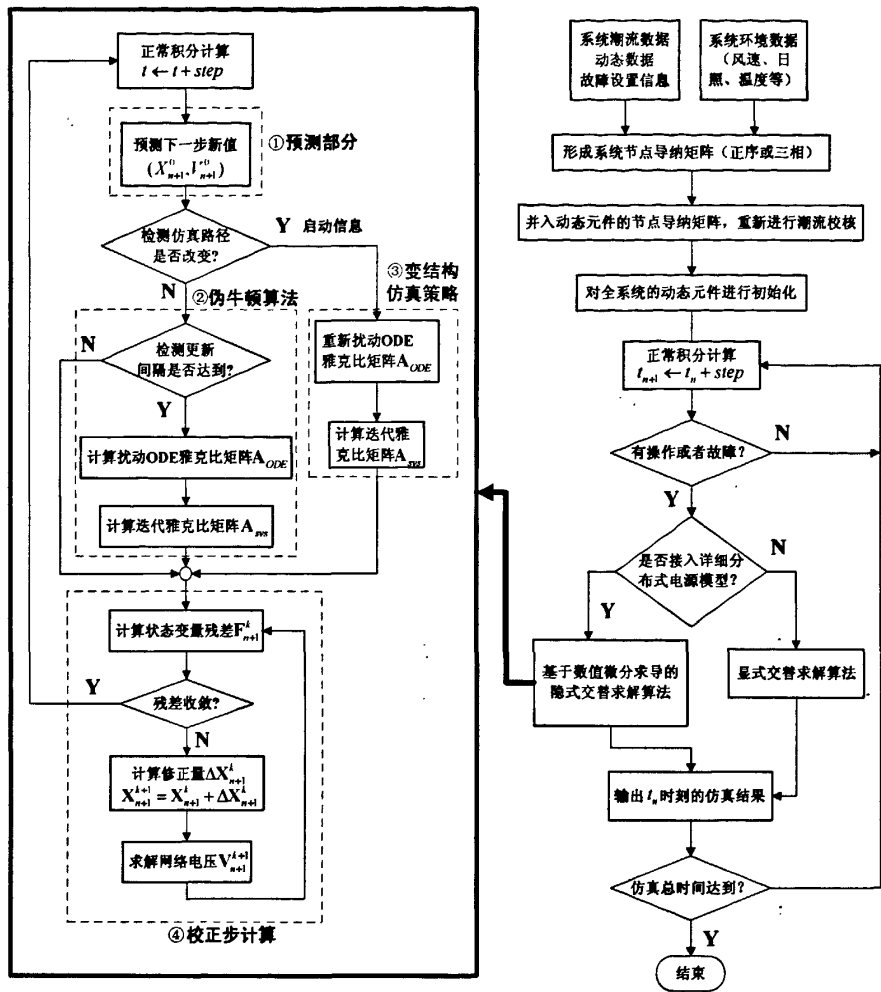 正常积分计算
t ← t + step
预测下一步新值
(X⁰ₙ₊₁, V⁰ₙ₊₁)
①预测部分
检测仿真路径
是否改变?
Y 启动信息
N
②伪牛顿算法
③变结构
仿真策略
检测更新
间隔是否达到?
N
Y
计算扰动ODE雅克比矩阵A_ODE
计算迭代雅克比矩阵A_sys
重新扰动ODE
雅克比矩阵A_ODE
计算迭代雅
克比矩阵A_sys
计算状态变量残差F^k_{n+1}
残差收敛?
Y
N
计算修正量ΔX^k_{n+1}
X^{k+1}_{n+1} = X^k_{n+1} + ΔX^k_{n+1}
求解网络电压V^{k+1}_{n+1}
④校正步计算
系统潮流数据
动态数据
故障设置信息
系统环境数据
(风速、日
照、温度等)
形成系统节点导纳矩阵(正序或三相)
并入动态元件的节点导纳矩阵,重新进行潮流校核
对全系统的动态元件进行初始化
正常积分计算
t_{n+1} ← t_n + step
有操作或者故障?
N
Y
是否接入详细分
布式电源模型?
N
Y
基于数值微分求导的
隐式交替求解算法
显式交替求解算法
输出t_n时刻的仿真结果
仿真总时间达到?
Y
结束